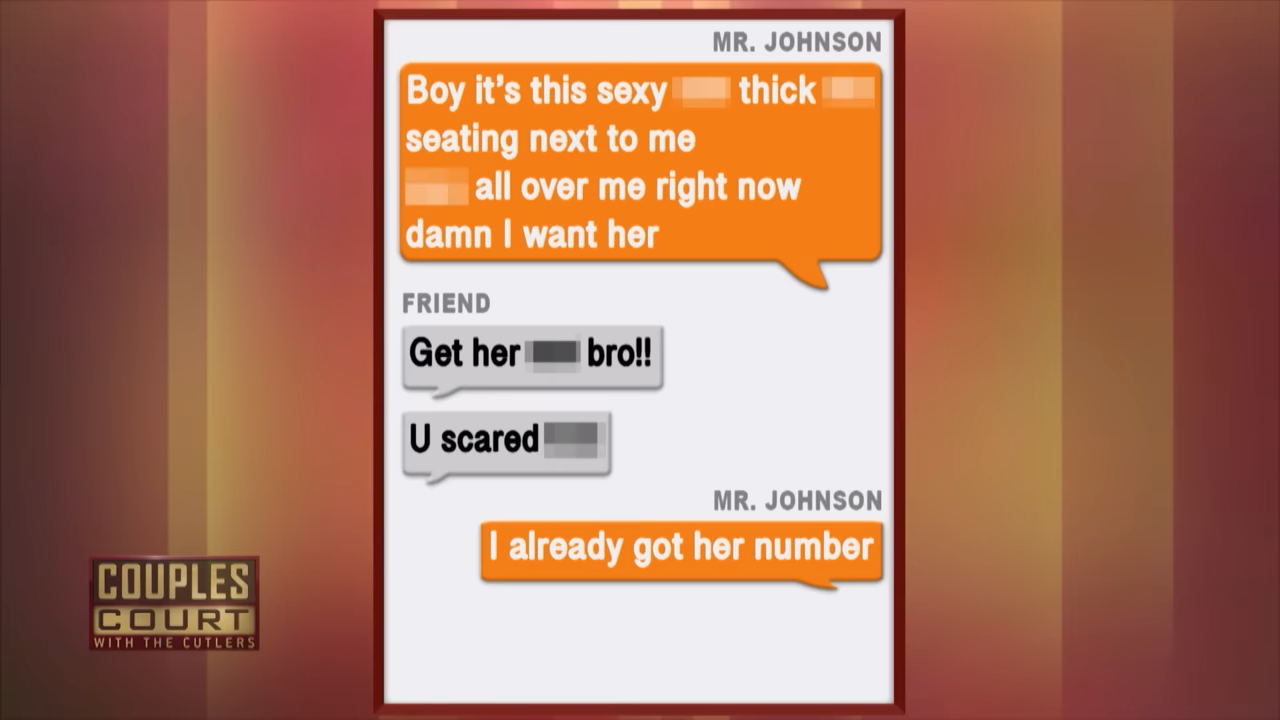 MR. JOHNSON
Boy it's this sexy thick
seating next to me
all over me right now
damn I want her
FRIEND
Get her bro!!
U scared
MR. JOHNSON
I already got her number
COUPLES
COURT
WITH THE CUTLERS